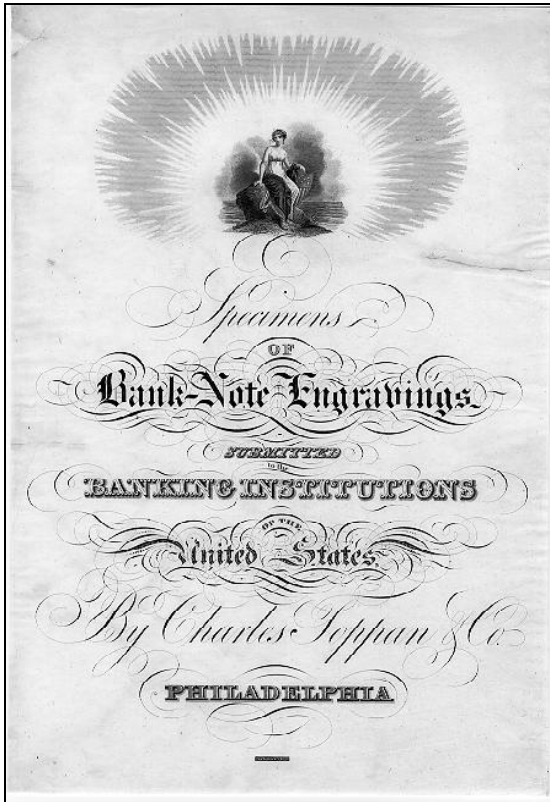 Specimens
OF
Bank-Note Engravings.
SUBMITTED
to the
BANKING INSTITUTIONS
OF THE
United States.
By Charles Toppan & Co.
PHILADELPHIA